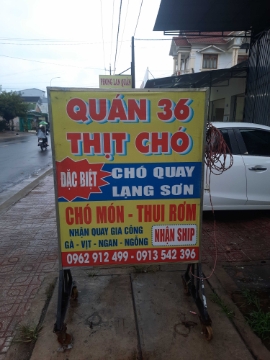 QUÁN 36
THỊT CHÓ
ĐẶC BIỆT
CHÓ QUAY
LẠNG SƠN
CHÓ MÓN - THUI RƠM
NHẬN QUAY GIA CÔNG
GÀ - VỊT - NGAN - NGỖNG
NHẬN SHIP
0962 912 499 - 0913 542 396